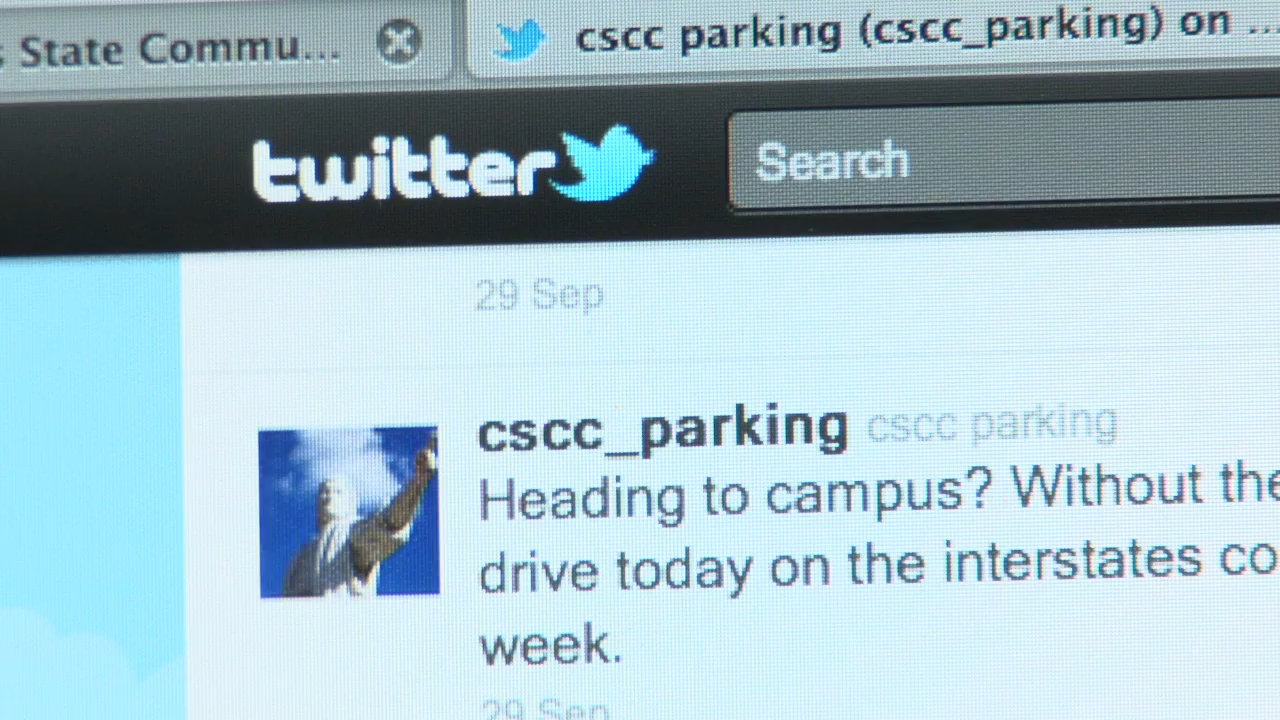 State Commu...
cscc parking (cscc_parking) on ...
twitter
Search
29 Sep
cscc_parking cscc parking
Heading to campus? Without the
drive today on the interstates co
week.
29 Sep